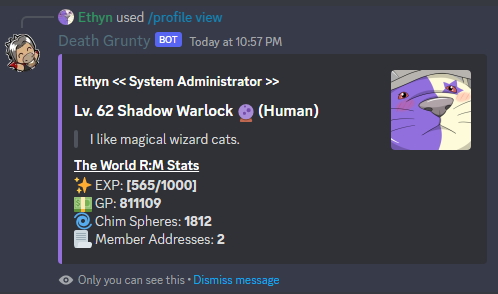 Ethyn used /profile view
Death Grunty BOT Today at 10:57 PM
Ethyn << System Administrator >>
Lv. 62 Shadow Warlock 🔮 (Human)
I like magical wizard cats.
The World R:M Stats
✨ EXP: [565/1000]
💵 GP: 811109
🌀 Chim Spheres: 1812
📃 Member Addresses: 2
Only you can see this • Dismiss message